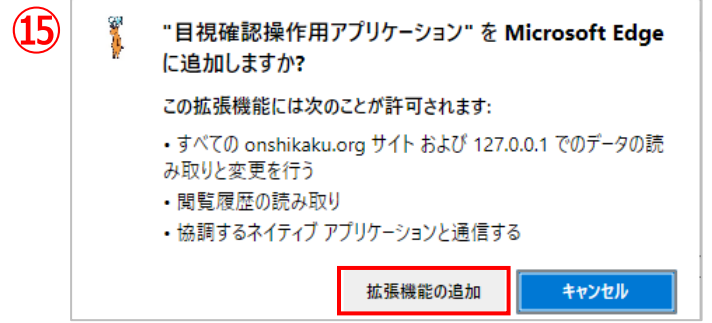 ⑮
"目視確認操作用アプリケーション" を Microsoft Edge
に追加しますか?
この拡張機能には次のことが許可されます:
• すべての onshikaku.org サイト および 127.0.0.1 でのデータの読
み取りと変更を行う
• 閲覧履歴の読み取り
• 協調するネイティブ アプリケーションと通信する
拡張機能の追加
キャンセル